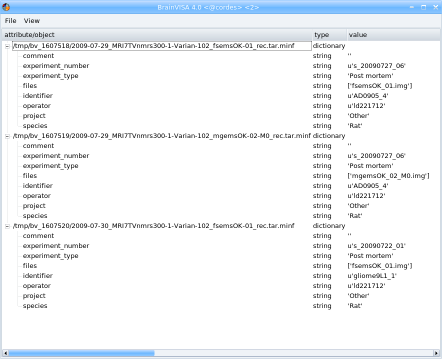 BrainVISA 4.0 <@cordes> <2>
File View
attribute/object type value
/tmp/bv_1607518/2009-07-29_MRI7TVnmrs300-1-Varian-102_fsemsOK-01_rec.tar.minf dictionary
comment string ''
experiment_number string u's_20090727_06'
experiment_type string 'Post mortem'
files string ['fsemsOK_01.img']
identifier string u'AD0905_4'
operator string u'ld221712'
project string 'Other'
species string 'Rat'
/tmp/bv_1607519/2009-07-29_MRI7TVnmrs300-1-Varian-102_mgemsOK-02-M0_rec.tar.minf dictionary
comment string ''
experiment_number string u's_20090727_06'
experiment_type string 'Post mortem'
files string ['mgemsOK_02_M0.img']
identifier string u'AD0905_4'
operator string u'ld221712'
project string 'Other'
species string 'Rat'
/tmp/bv_1607520/2009-07-30_MRI7TVnmrs300-1-Varian-102_fsemsOK-01_rec.tar.minf dictionary
comment string ''
experiment_number string u's_20090722_01'
experiment_type string 'Post mortem'
files string ['fsemsOK_01.img']
identifier string u'gliome9L1_1'
operator string u'ld221712'
project string 'Other'
species string 'Rat'